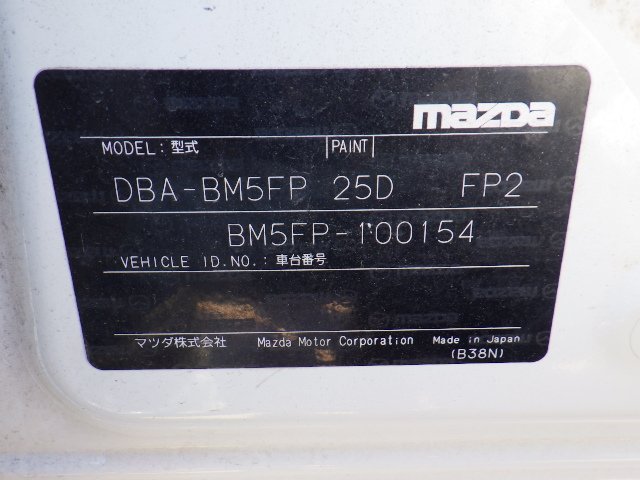 mazda
MODEL: 型式 PAINT
DBA-BM5FP 25D FP2
BM5FP-100154
VEHICLE ID.NO.: 車台番号
マツダ株式会社 Mazda Motor Corporation Made in Japan
(B38N)